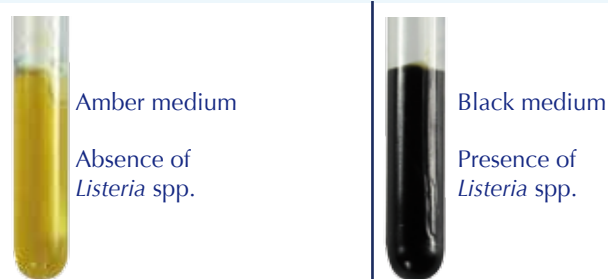 Amber medium
Absence of
Listeria spp.
Black medium
Presence of
Listeria spp.